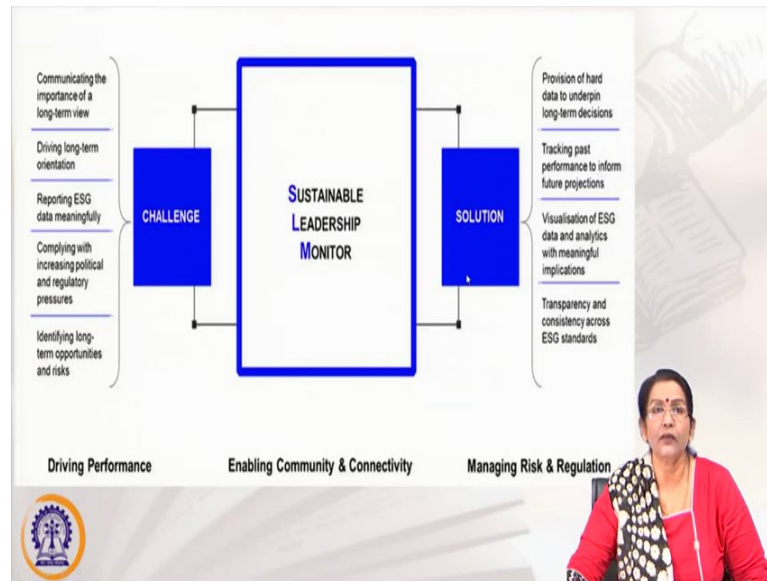 Communicating the
importance of a
long-term view
Driving long-term
orientation
Reporting ESG
data meaningfully
Complying with
increasing political
and regulatory
pressures
Identifying long-
term opportunities
and risks
CHALLENGE
SUSTAINABLE
LEADERSHIP
MONITOR
SOLUTION
Provision of hard
data to underpin
long-term decisions
Tracking past
performance to inform
future projections
Visualisation of ESG
data and analytics
with meaningful
implications
Transparency and
consistency across
ESG standards
Driving Performance
Enabling Community & Connectivity
Managing Risk & Regulation